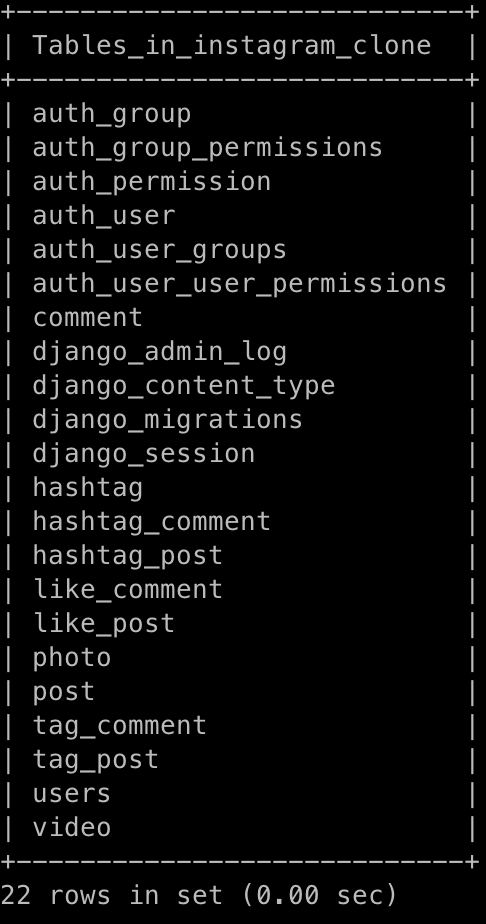 +----------------------------+
| Tables_in_instagram_clone  |
+----------------------------+
| auth_group                 |
| auth_group_permissions     |
| auth_permission            |
| auth_user                  |
| auth_user_groups           |
| auth_user_user_permissions |
| comment                    |
| django_admin_log           |
| django_content_type        |
| django_migrations          |
| django_session             |
| hashtag                    |
| hashtag_comment            |
| hashtag_post               |
| like_comment               |
| like_post                  |
| photo                      |
| post                       |
| tag_comment                |
| tag_post                   |
| users                      |
| video                      |
+----------------------------+
22 rows in set (0.00 sec)